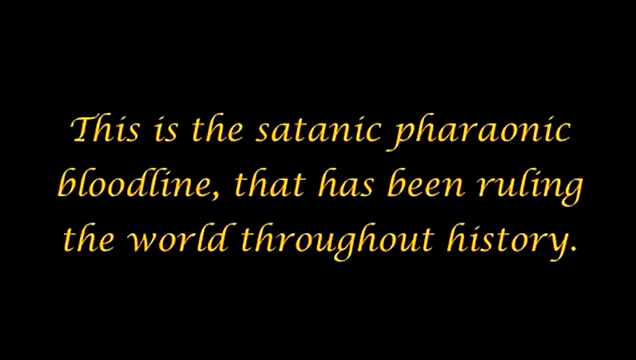 This is the satanic pharaonic
bloodline, that has been ruling
the world throughout history.